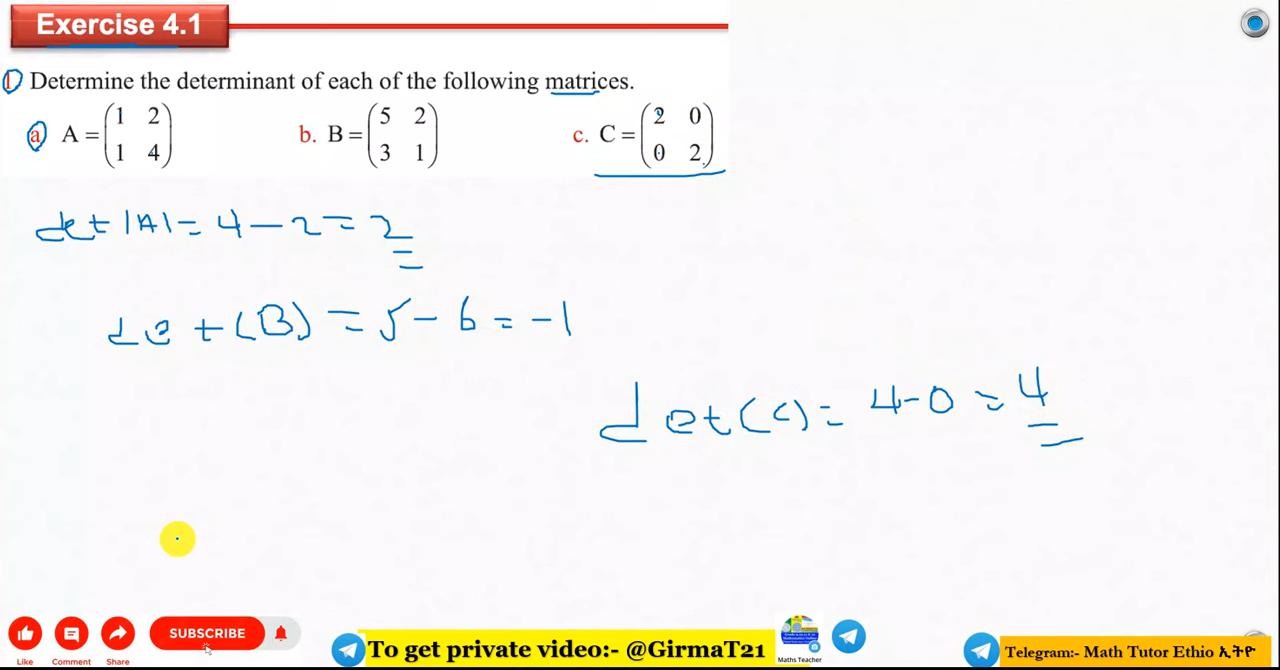 Exercise 4.1
1 Determine the determinant of each of the following matrices.
a A = (1 2
1 4) b. B = (5 2
3 1) c. C = (2 0
0 2)
det |A| = 4 - 2 = 2
det (B) = 5 - 6 = -1
det (C) = 4 - 0 = 4
Like Comment Share SUBSCRIBE
To get private video:- @GirmaT21
Maths Teacher
Telegram:- Math Tutor Ethio ኢትዮ